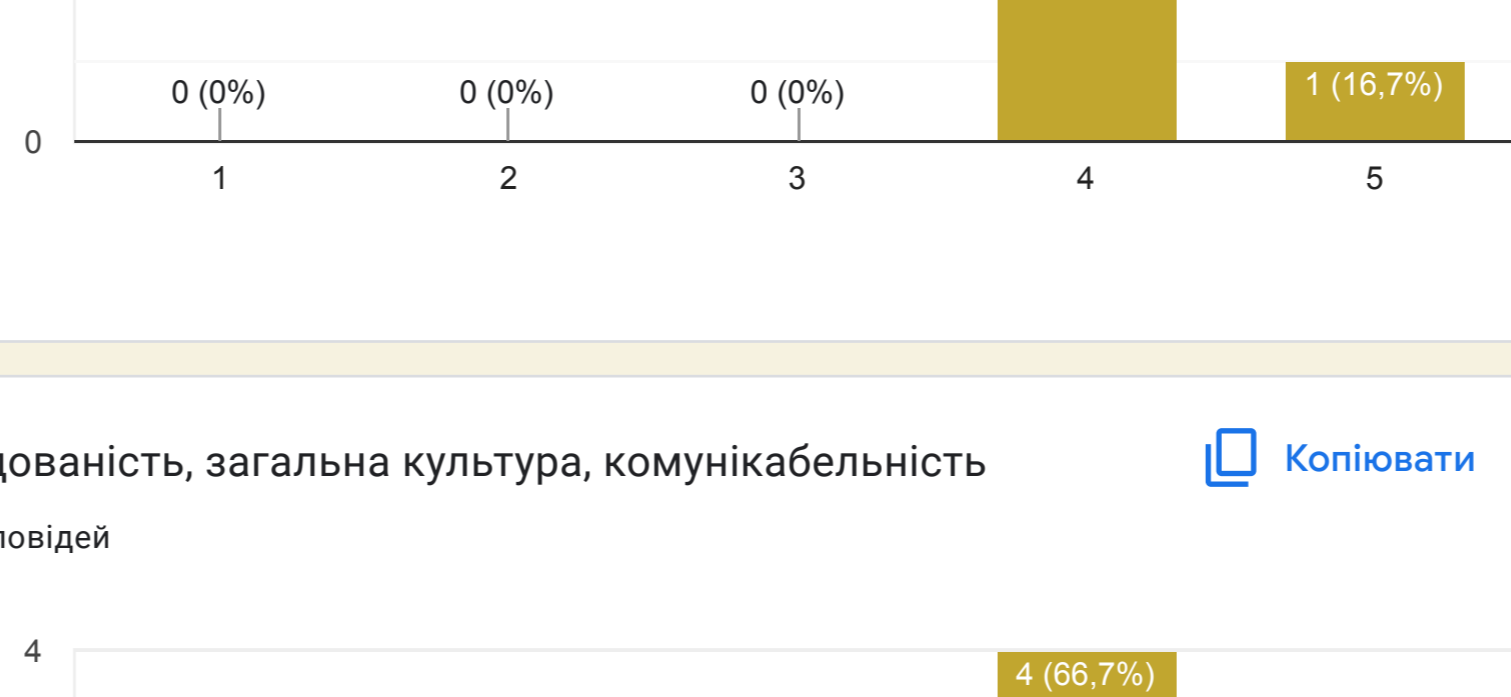 0 (0%) 0 (0%) 0 (0%) 1 (16,7%)
0
1 2 3 4 5
дованість, загальна культура, комунікабельність
Копіювати
повідей
4
4 (66,7%)